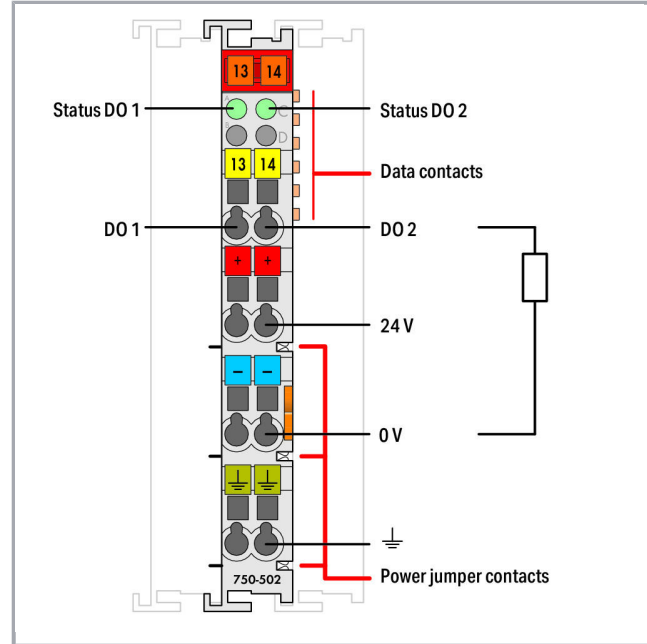 13 14
Status DO 1
A
C
Status DO 2
B
D
13 14
Data contacts
DO 1
DO 2
+ +
24 V
− −
0 V
750-502
Power jumper contacts